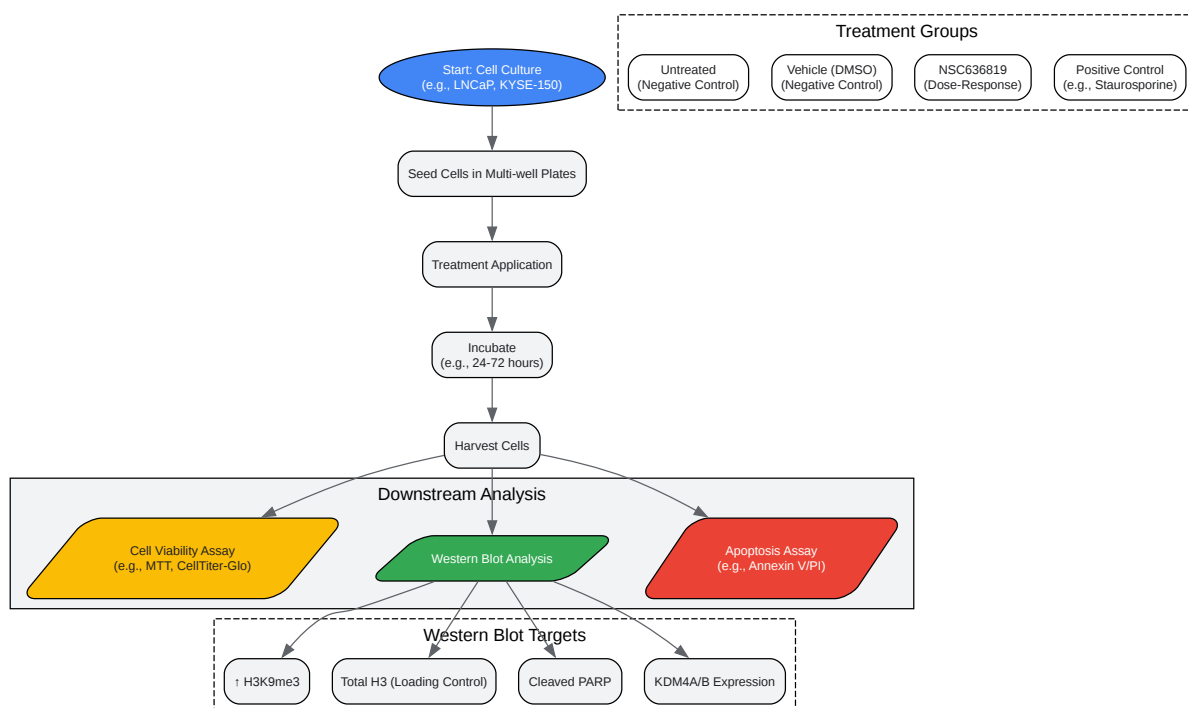 Treatment Groups
Untreated
(Negative Control)
Vehicle (DMSO)
(Negative Control)
NSC636819
(Dose-Response)
Positive Control
(e.g., Staurosporine)
Start: Cell Culture
(e.g., LNCaP, KYSE-150)
Seed Cells in Multi-well Plates
Treatment Application
Incubate
(e.g., 24-72 hours)
Harvest Cells
Downstream Analysis
Cell Viability Assay
(e.g., MTT, CellTiter-Glo)
Western Blot Analysis
Apoptosis Assay
(e.g., Annexin V/PI)
Western Blot Targets
↑ H3K9me3
Total H3 (Loading Control)
Cleaved PARP
KDM4A/B Expression